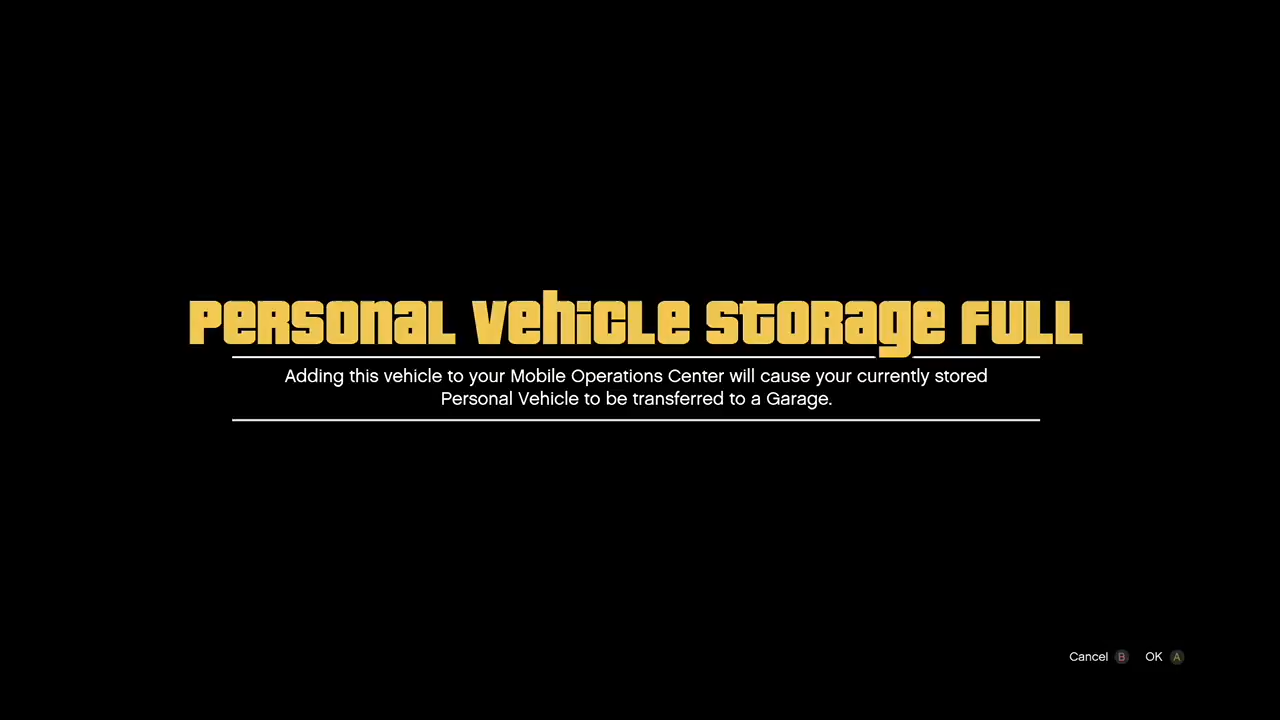 Personal Vehicle Storage Full
Adding this vehicle to your Mobile Operations Center will cause your currently stored
Personal Vehicle to be transferred to a Garage.
Cancel B OK A